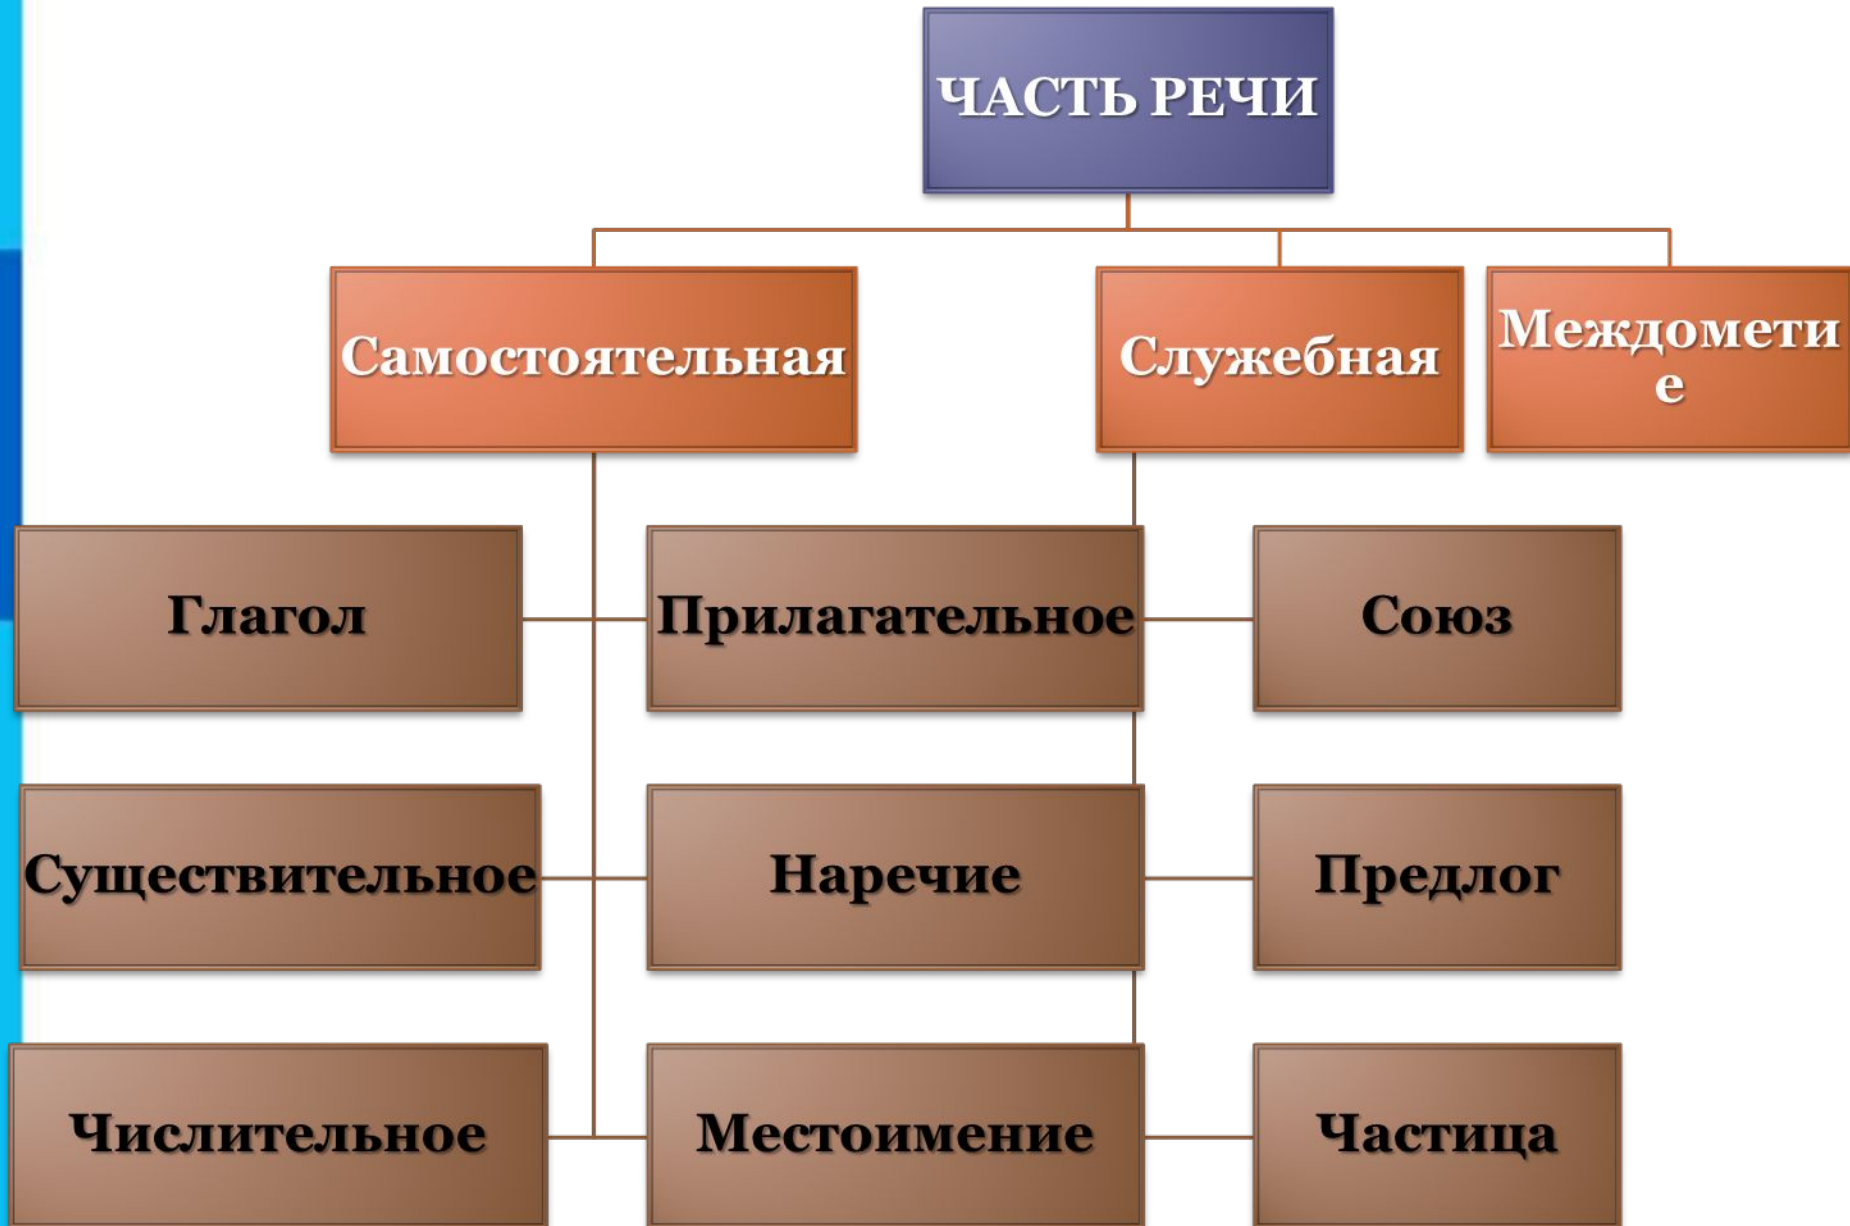 ЧАСТЬ РЕЧИ
Самостоятельная
Служебная
Междомети
е
Глагол
Прилагательное
Союз
Существительное
Наречие
Предлог
Числительное
Местоимение
Частица